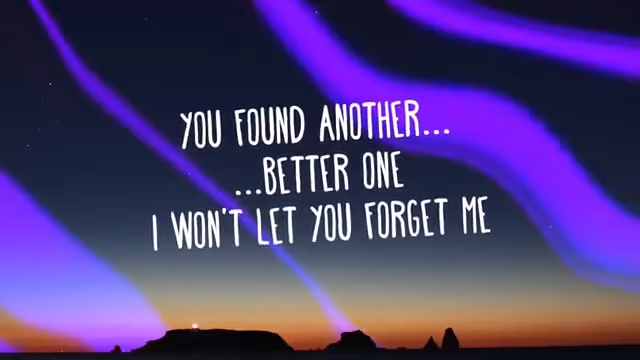 YOU FOUND ANOTHER...
...BETTER ONE
I WON'T LET YOU FORGET ME